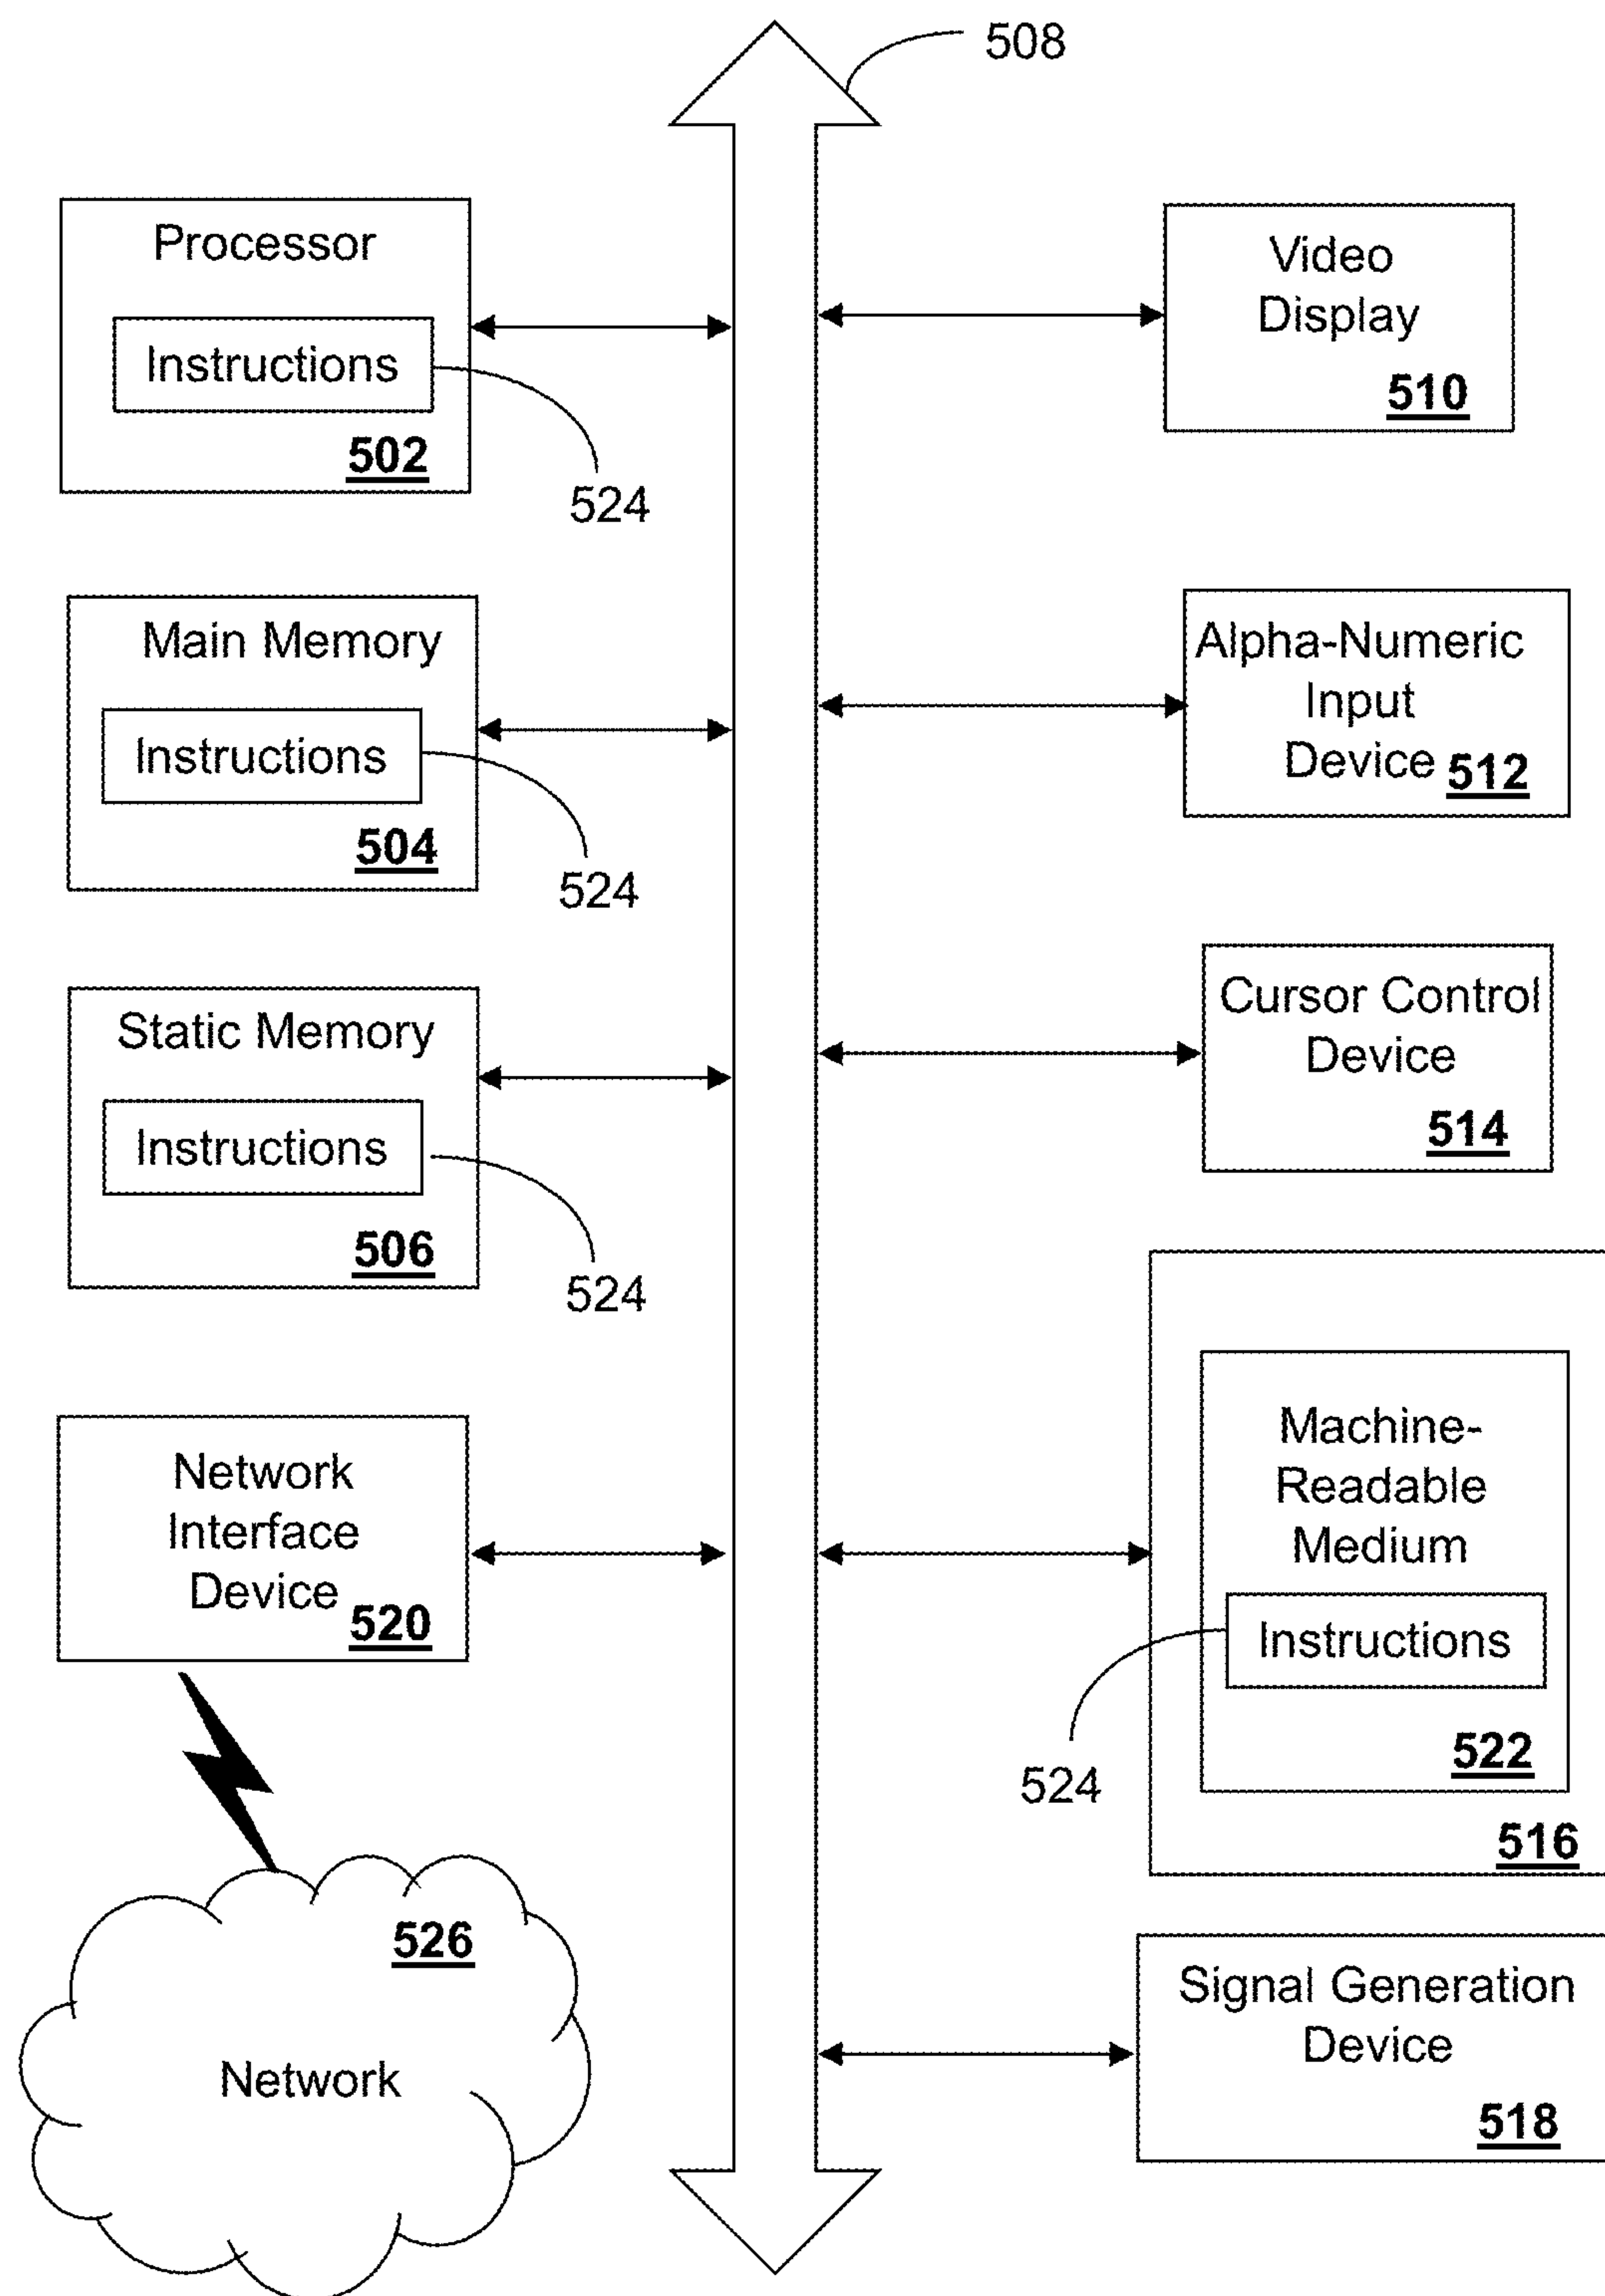 508
Processor
Instructions
502
524
Main Memory
Instructions
504
524
Static Memory
Instructions
506
524
Network
Interface
Device
520
526
Network
Video
Display
510
Alpha-Numeric
Input
Device 512
Cursor Control
Device
514
Machine-
Readable
Medium
Instructions
522
524
516
Signal Generation
Device
518